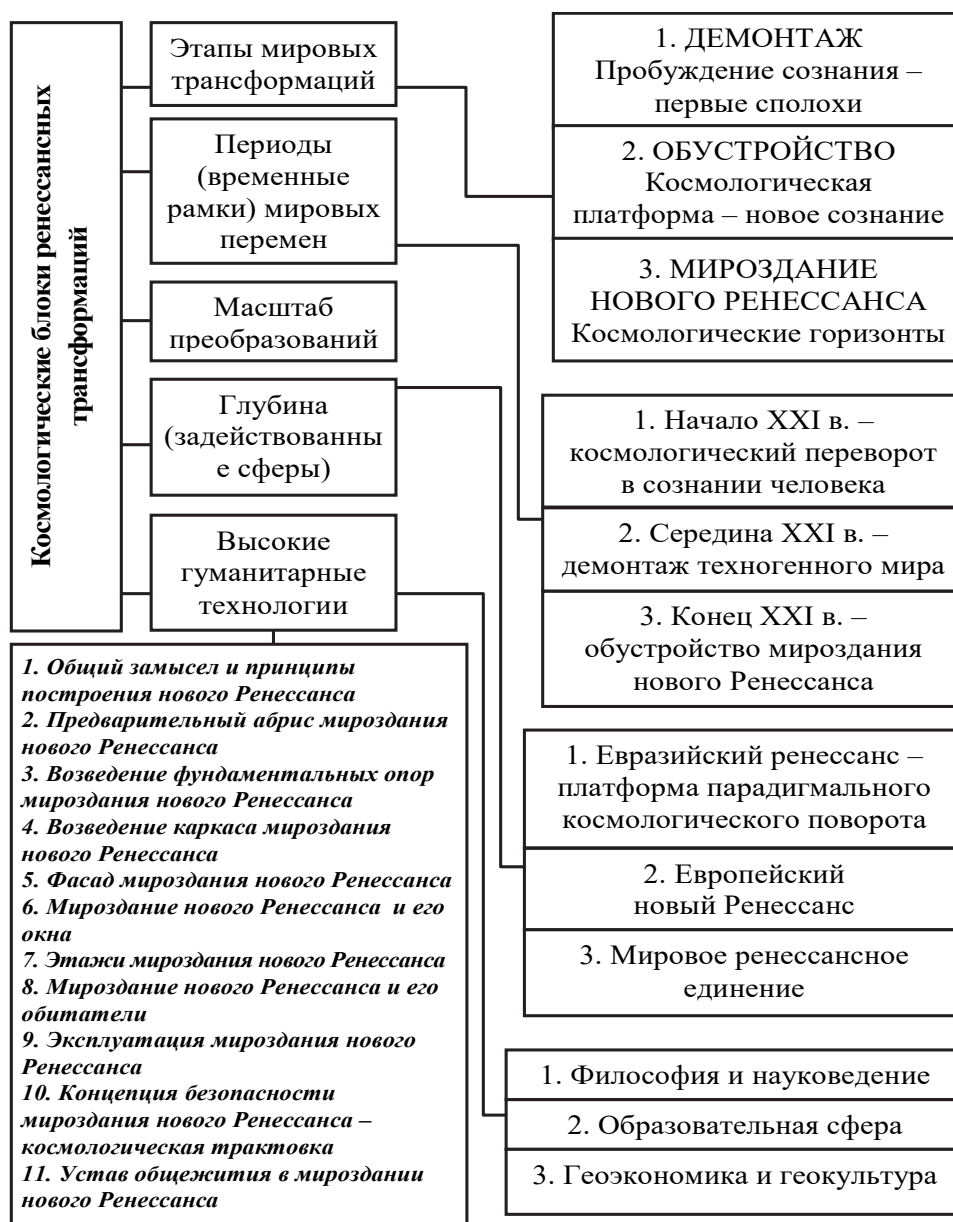 Космологические блоки ренессансных
трансформаций
Этапы мировых
трансформаций
Периоды
(временные
рамки) мировых
перемен
Масштаб
преобразований
Глубина
(задействованны
е сферы)
Высокие
гуманитарные
технологии
1. ДЕМОНТАЖ
Пробуждение сознания –
первые сполохи
2. ОБУСТРОЙСТВО
Космологическая
платформа – новое сознание
3. МИРОЗДАНИЕ
НОВОГО РЕНЕССАНСА
Космологические горизонты
1. Начало XXI в. –
космологический переворот
в сознании человека
2. Середина XXI в. –
демонтаж техногенного мира
3. Конец XXI в. –
обустройство мироздания
нового Ренессанса
1. Евразийский ренессанс –
платформа парадигмального
космологического поворота
2. Европейский
новый Ренессанс
3. Мировое ренессансное
единение
1. Философия и науковедение
2. Образовательная сфера
3. Геоэкономика и геокультура
1. Общий замысел и принципы
построения нового Ренессанса
2. Предварительный абрис мироздания
нового Ренессанса
3. Возведение фундаментальных опор
мироздания нового Ренессанса
4. Возведение каркаса мироздания
нового Ренессанса
5. Фасад мироздания нового Ренессанса
6. Мироздание нового Ренессанса и его
окна
7. Этажи мироздания нового Ренессанса
8. Мироздание нового Ренессанса и его
обитатели
9. Эксплуатация мироздания нового
Ренессанса
10. Концепция безопасности
мироздания нового Ренессанса –
космологическая трактовка
11. Устав общежития в мироздании
нового Ренессанса